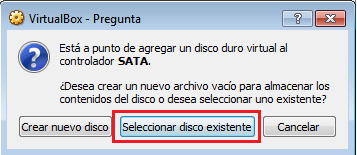 VirtualBox - Pregunta
Está a punto de agregar un disco duro virtual al
controlador SATA.
¿Desea crear un nuevo archivo vacío para almacenar los
contenidos del disco o desea seleccionar uno existente?
Crear nuevo disco
Seleccionar disco existente
Cancelar